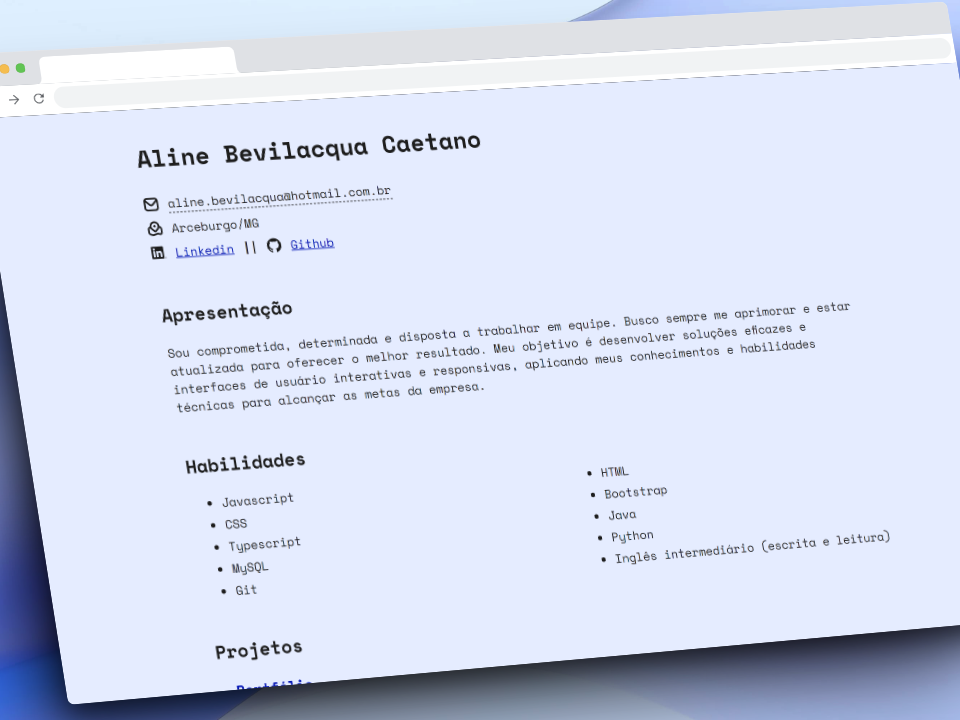 Aline Bevilacqua Caetano
aline.bevilacqua@hotmail.com.br
Arceburgo/MG
Linkedin || Github
Apresentação
Sou comprometida, determinada e disposta a trabalhar em equipe. Busco sempre me aprimorar e estar
atualizada para oferecer o melhor resultado. Meu objetivo é desenvolver soluções eficazes e
interfaces de usuário interativas e responsivas, aplicando meus conhecimentos e habilidades
técnicas para alcançar as metas da empresa.
Habilidades
• Javascript
• CSS
• Typescript
• MySQL
• Git
• HTML
• Bootstrap
• Java
• Python
• Inglês intermediário (escrita e leitura)
Projetos